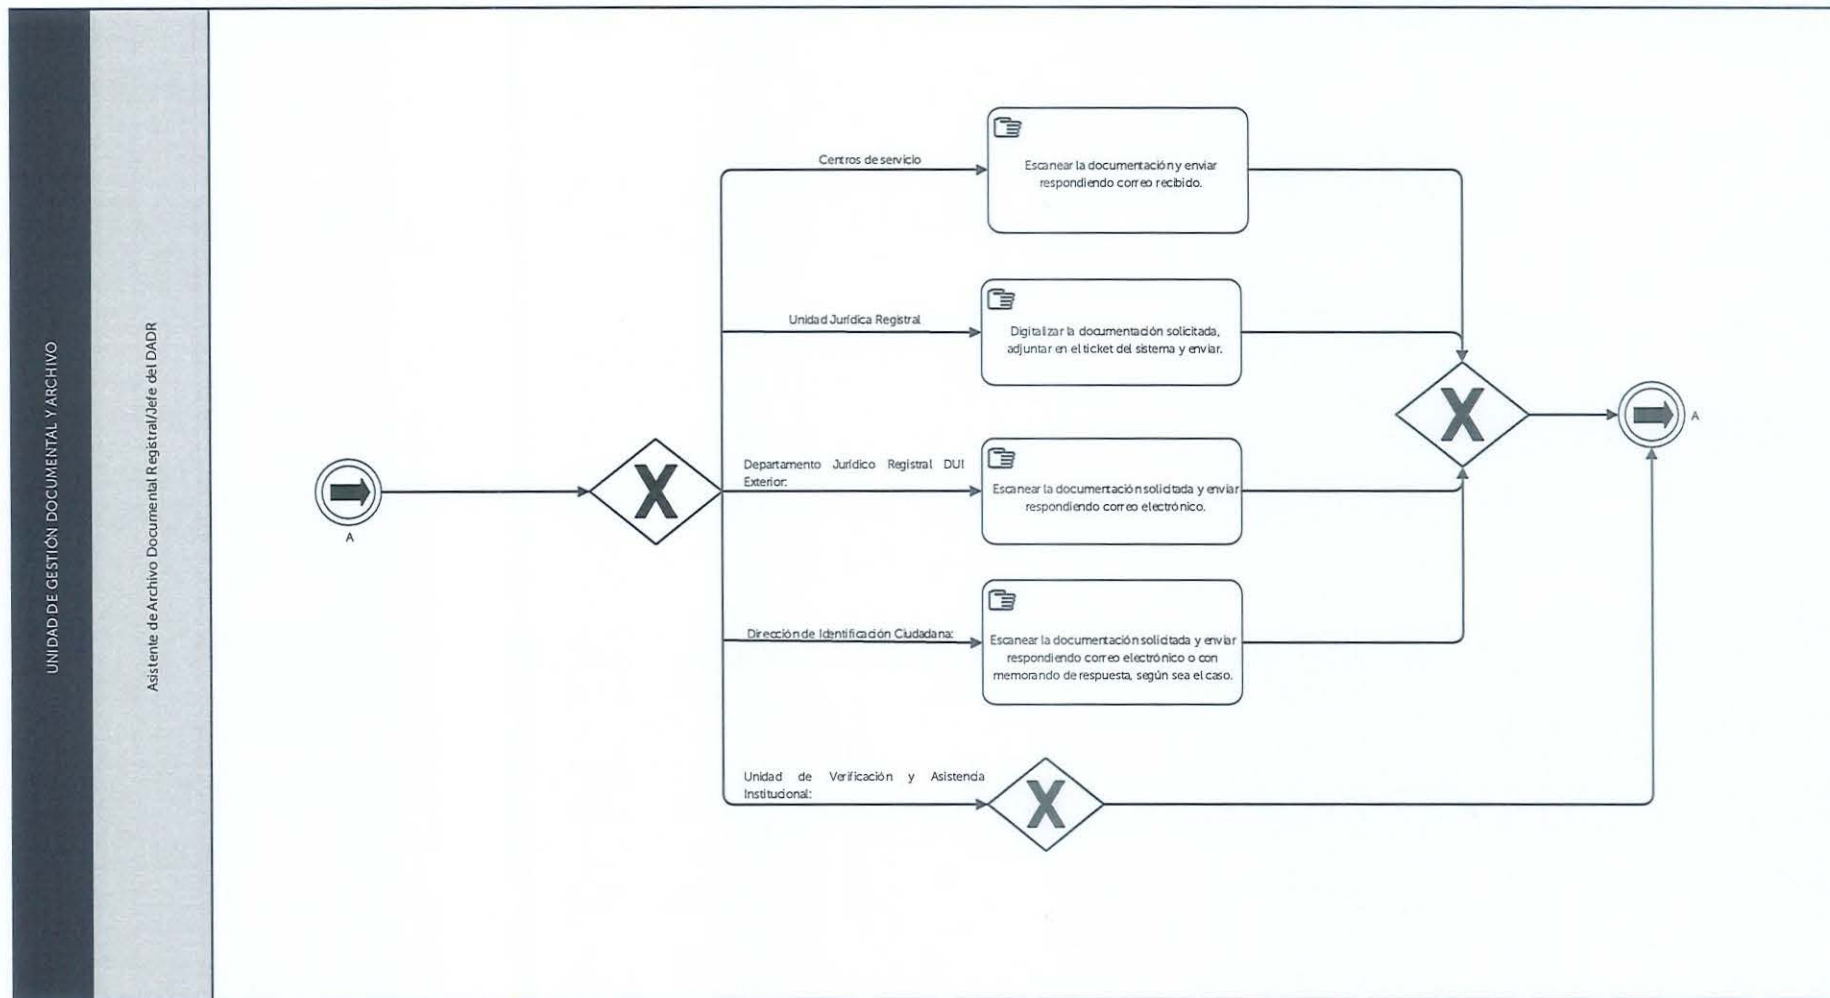 UNIDAD DE GESTIÓN DOCUMENTAL Y ARCHIVO
Asistente de Archivo Documental Registral/Jefe del DADR
A
Centros de servicio
Escanear la documentación y enviar
respondiendo correo recibido.
Unidad Jurídica Registral
Digitalizar la documentación solicitada,
adjuntar en el ticket del sistema y enviar.
Departamento Jurídico Registral DUI
Exterior:
Escanear la documentación solicitada y enviar
respondiendo correo electrónico.
Dirección de Identificación Ciudadana:
Escanear la documentación solicitada y enviar
respondiendo correo electrónico o con
memorando de respuesta, según sea el caso.
Unidad de Verificación y Asistencia
Institucional:
X
X
X
A